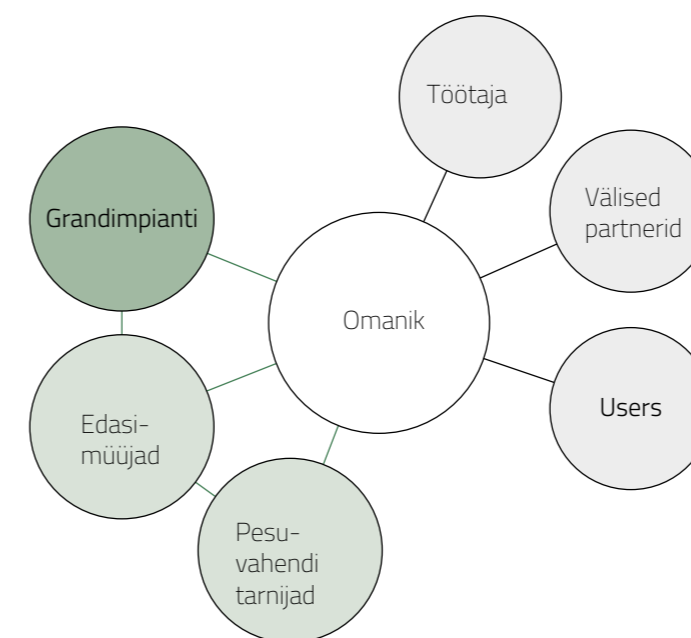 Töötaja
Välised
partnerid
Grandimpianti
Omanik
Users
Edasi-
müüjad
Pesu-
vahendi
tarnijad